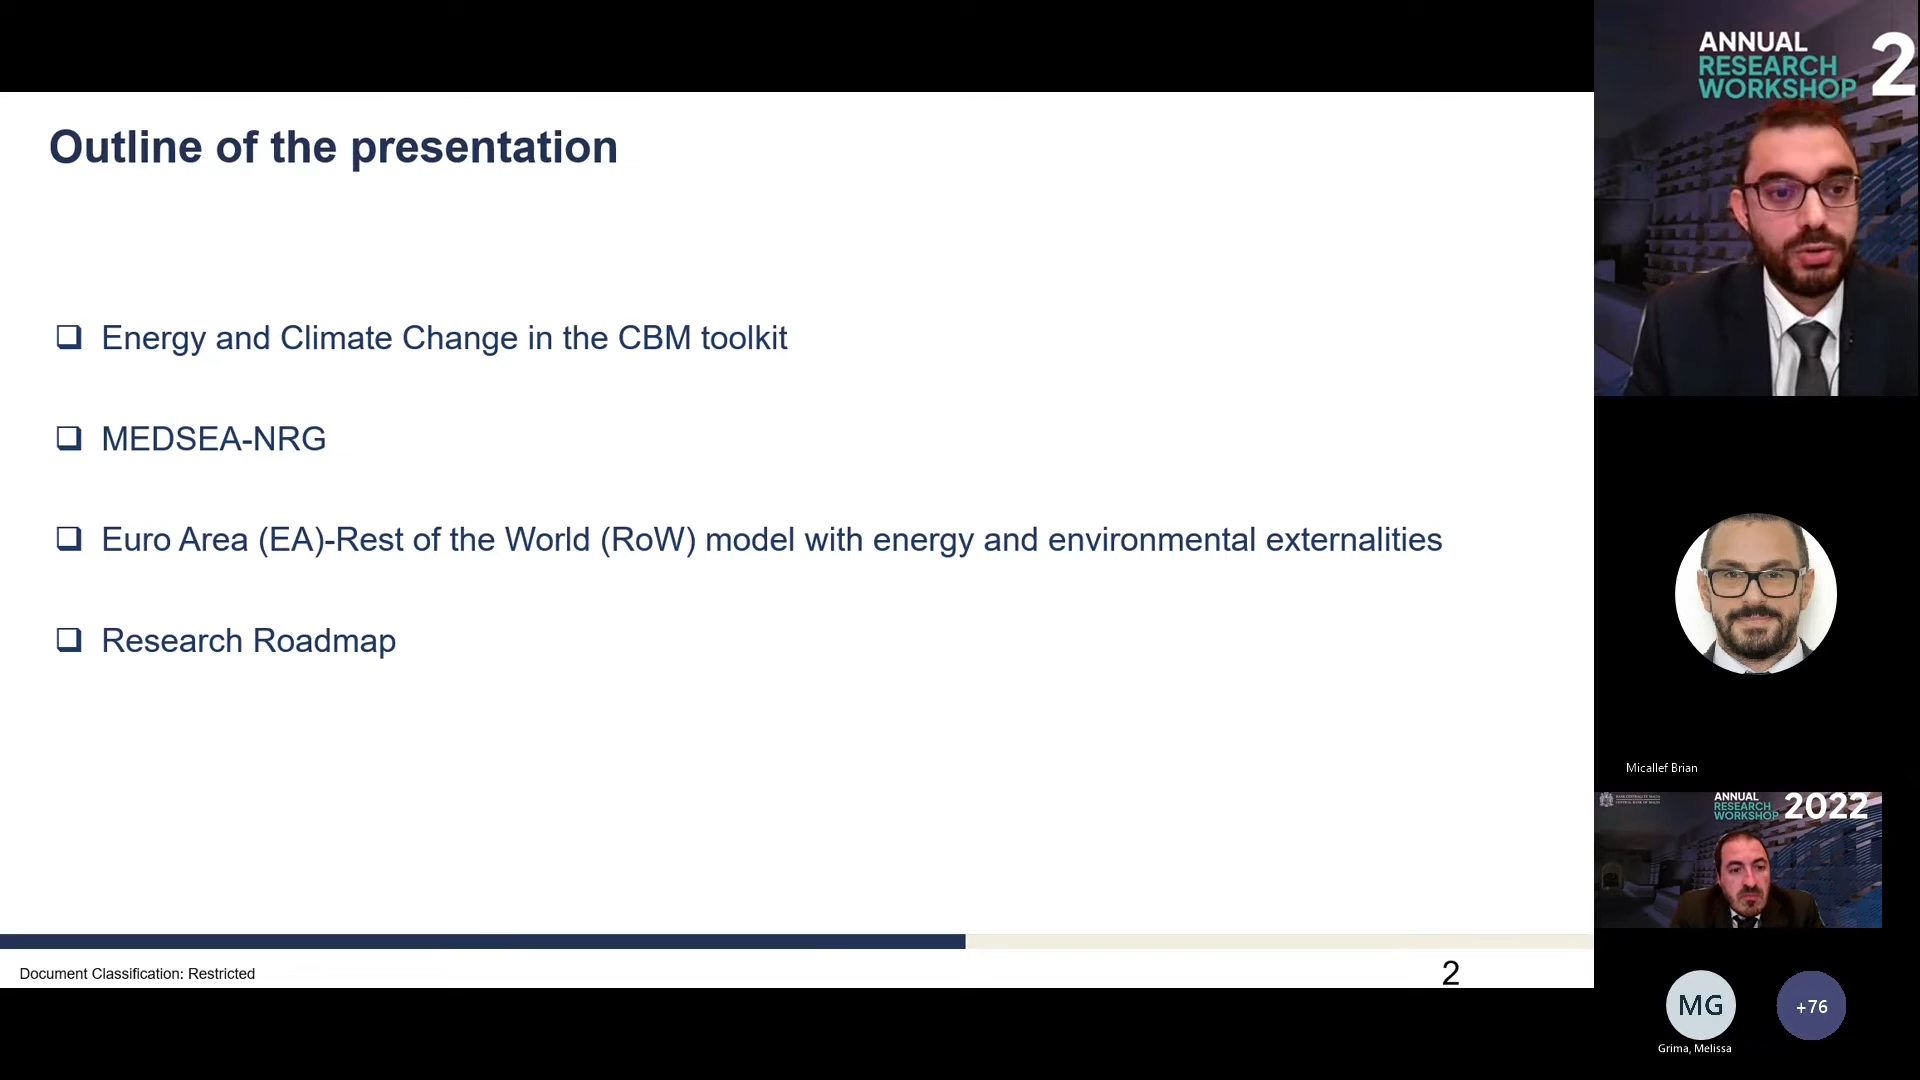 Outline of the presentation
Energy and Climate Change in the CBM toolkit
MEDSEA-NRG
Euro Area (EA)-Rest of the World (RoW) model with energy and environmental externalities
Research Roadmap
Document Classification: Restricted
2
ANNUAL
RESEARCH
WORKSHOP
2
Micallef Brian
ANNUAL
RESEARCH
WORKSHOP
2022
MG
+76
Grima, Melissa